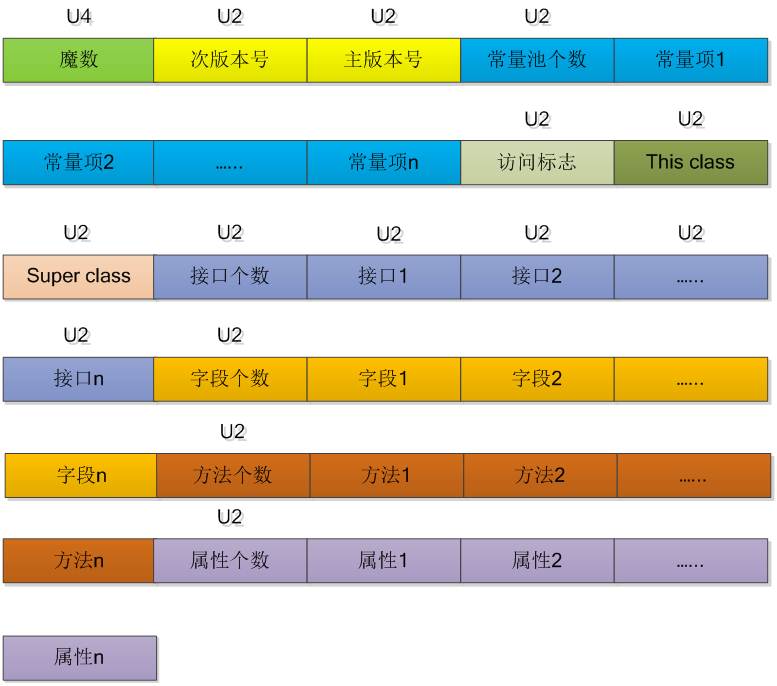 U4 U2 U2 U2
魔数 次版本号 主版本号 常量池个数 常量项1
U2 U2
常量项2 ...... 常量项n 访问标志 This class
U2 U2 U2 U2 U2
Super class 接口个数 接口1 接口2 ......
U2 U2
接口n 字段个数 字段1 字段2 ......
U2
字段n 方法个数 方法1 方法2 ......
U2
方法n 属性个数 属性1 属性2 ......
属性n